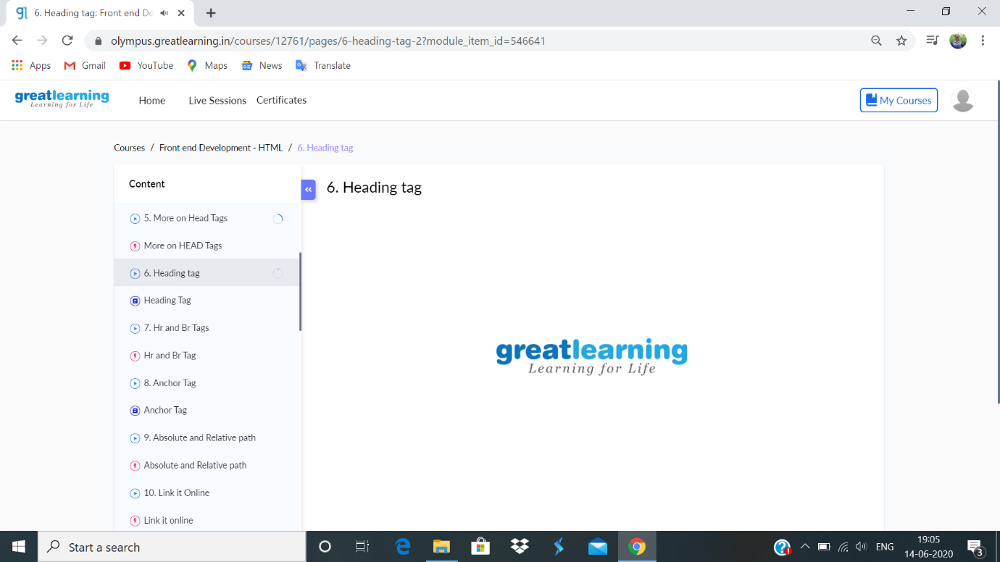 gl 6. Heading tag: Front end De
olympus.greatlearning.in/courses/12761/pages/6-heading-tag-2?module_item_id=546641
Apps Gmail YouTube Maps News Translate
greatlearning
Learning for Life
Home Live Sessions Certificates My Courses
Courses / Front end Development - HTML / 6. Heading tag
Content
5. More on Head Tags
More on HEAD Tags
6. Heading tag
Heading Tag
7. Hr and Br Tags
Hr and Br Tag
8. Anchor Tag
Anchor Tag
9. Absolute and Relative path
Absolute and Relative path
10. Link it Online
Link it online
6. Heading tag
greatlearning
Learning for Life
Start a search
ENG
19:05
14-06-2020
3